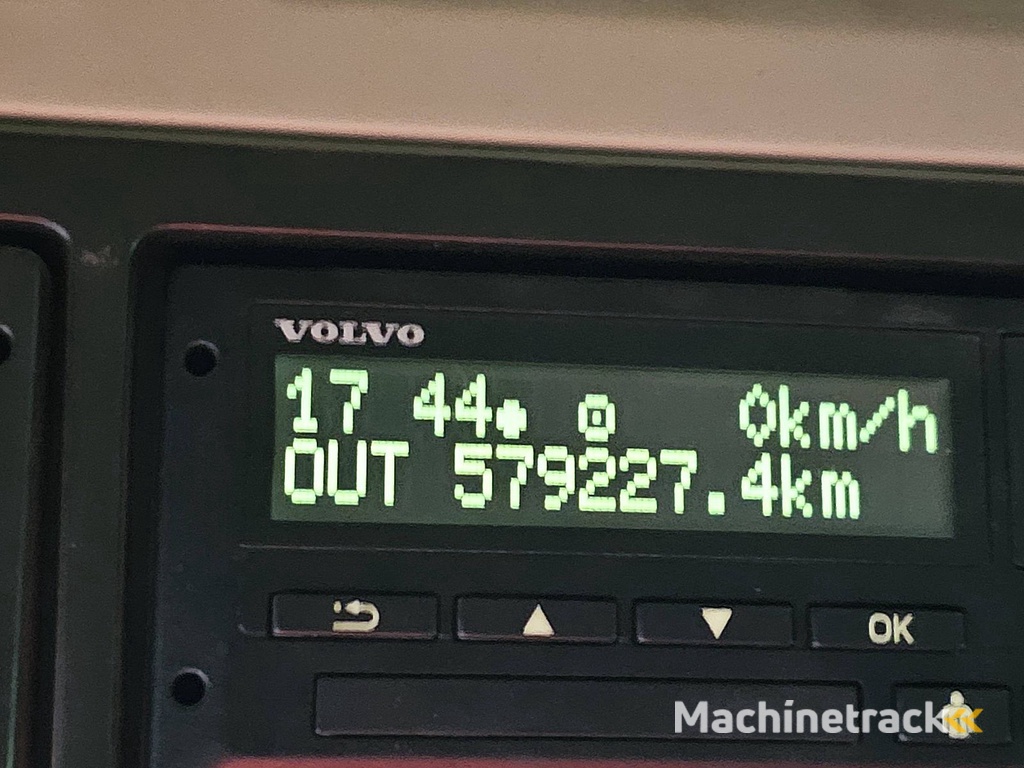 VOLVO
17 44 0km/h
OUT 579227.4km
OK
Machinetrack